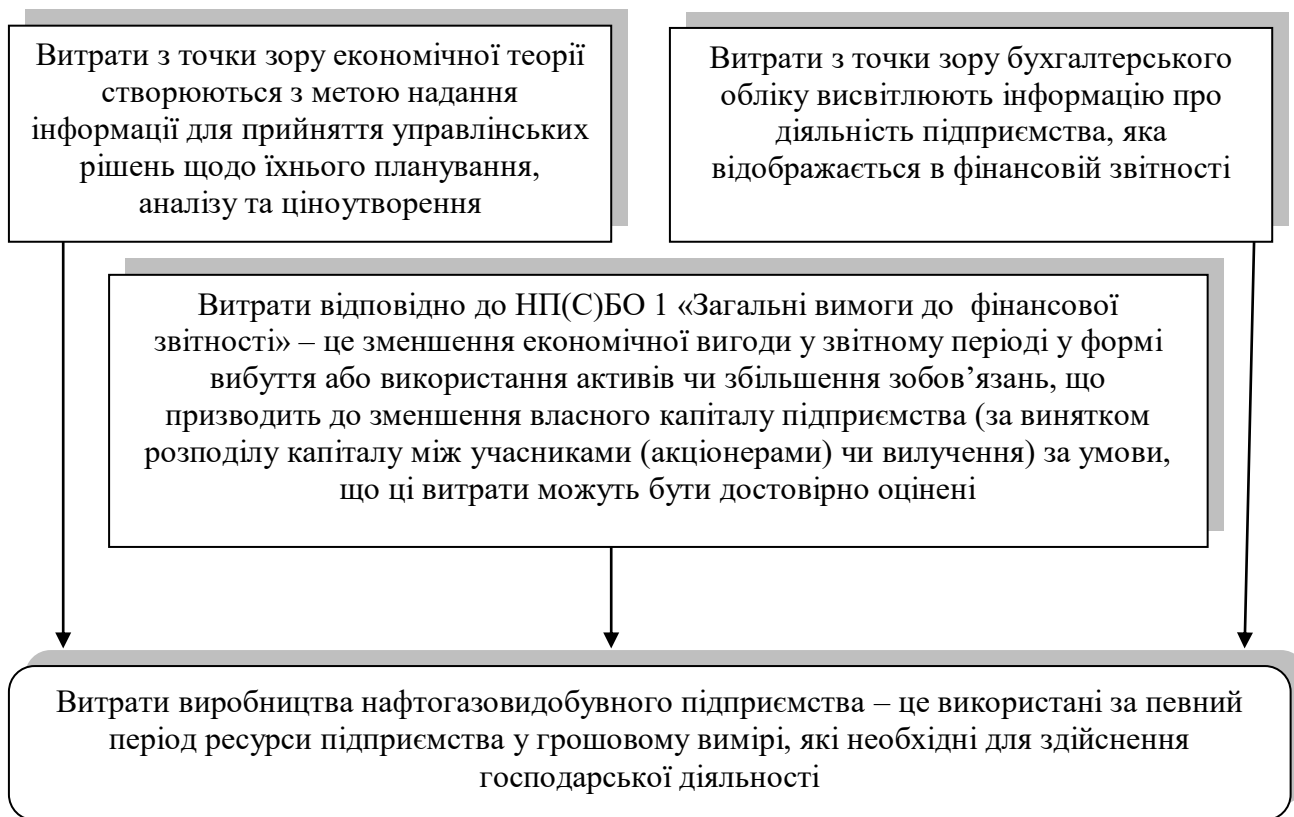 Витрати з точки зору економічної теорії
створюються з метою надання
інформації для прийняття управлінських
рішень щодо їхнього планування,
аналізу та ціноутворення
Витрати з точки зору бухгалтерського
обліку висвітлюють інформацію про
діяльність підприємства, яка
відображається в фінансовій звітності
Витрати відповідно до НП(С)БО 1 «Загальні вимоги до фінансової
звітності» – це зменшення економічної вигоди у звітному періоді у формі
вибуття або використання активів чи збільшення зобов’язань, що
призводить до зменшення власного капіталу підприємства (за винятком
розподілу капіталу між учасниками (акціонерами) чи вилучення) за умови,
що ці витрати можуть бути достовірно оцінені
Витрати виробництва нафтогазовидобувного підприємства – це використані за певний
період ресурси підприємства у грошовому вимірі, які необхідні для здійснення
господарської діяльності